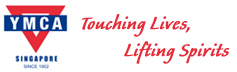 YMCA
SINGAPORE
SINCE 1902
Touching Lives,
Lifting Spirits